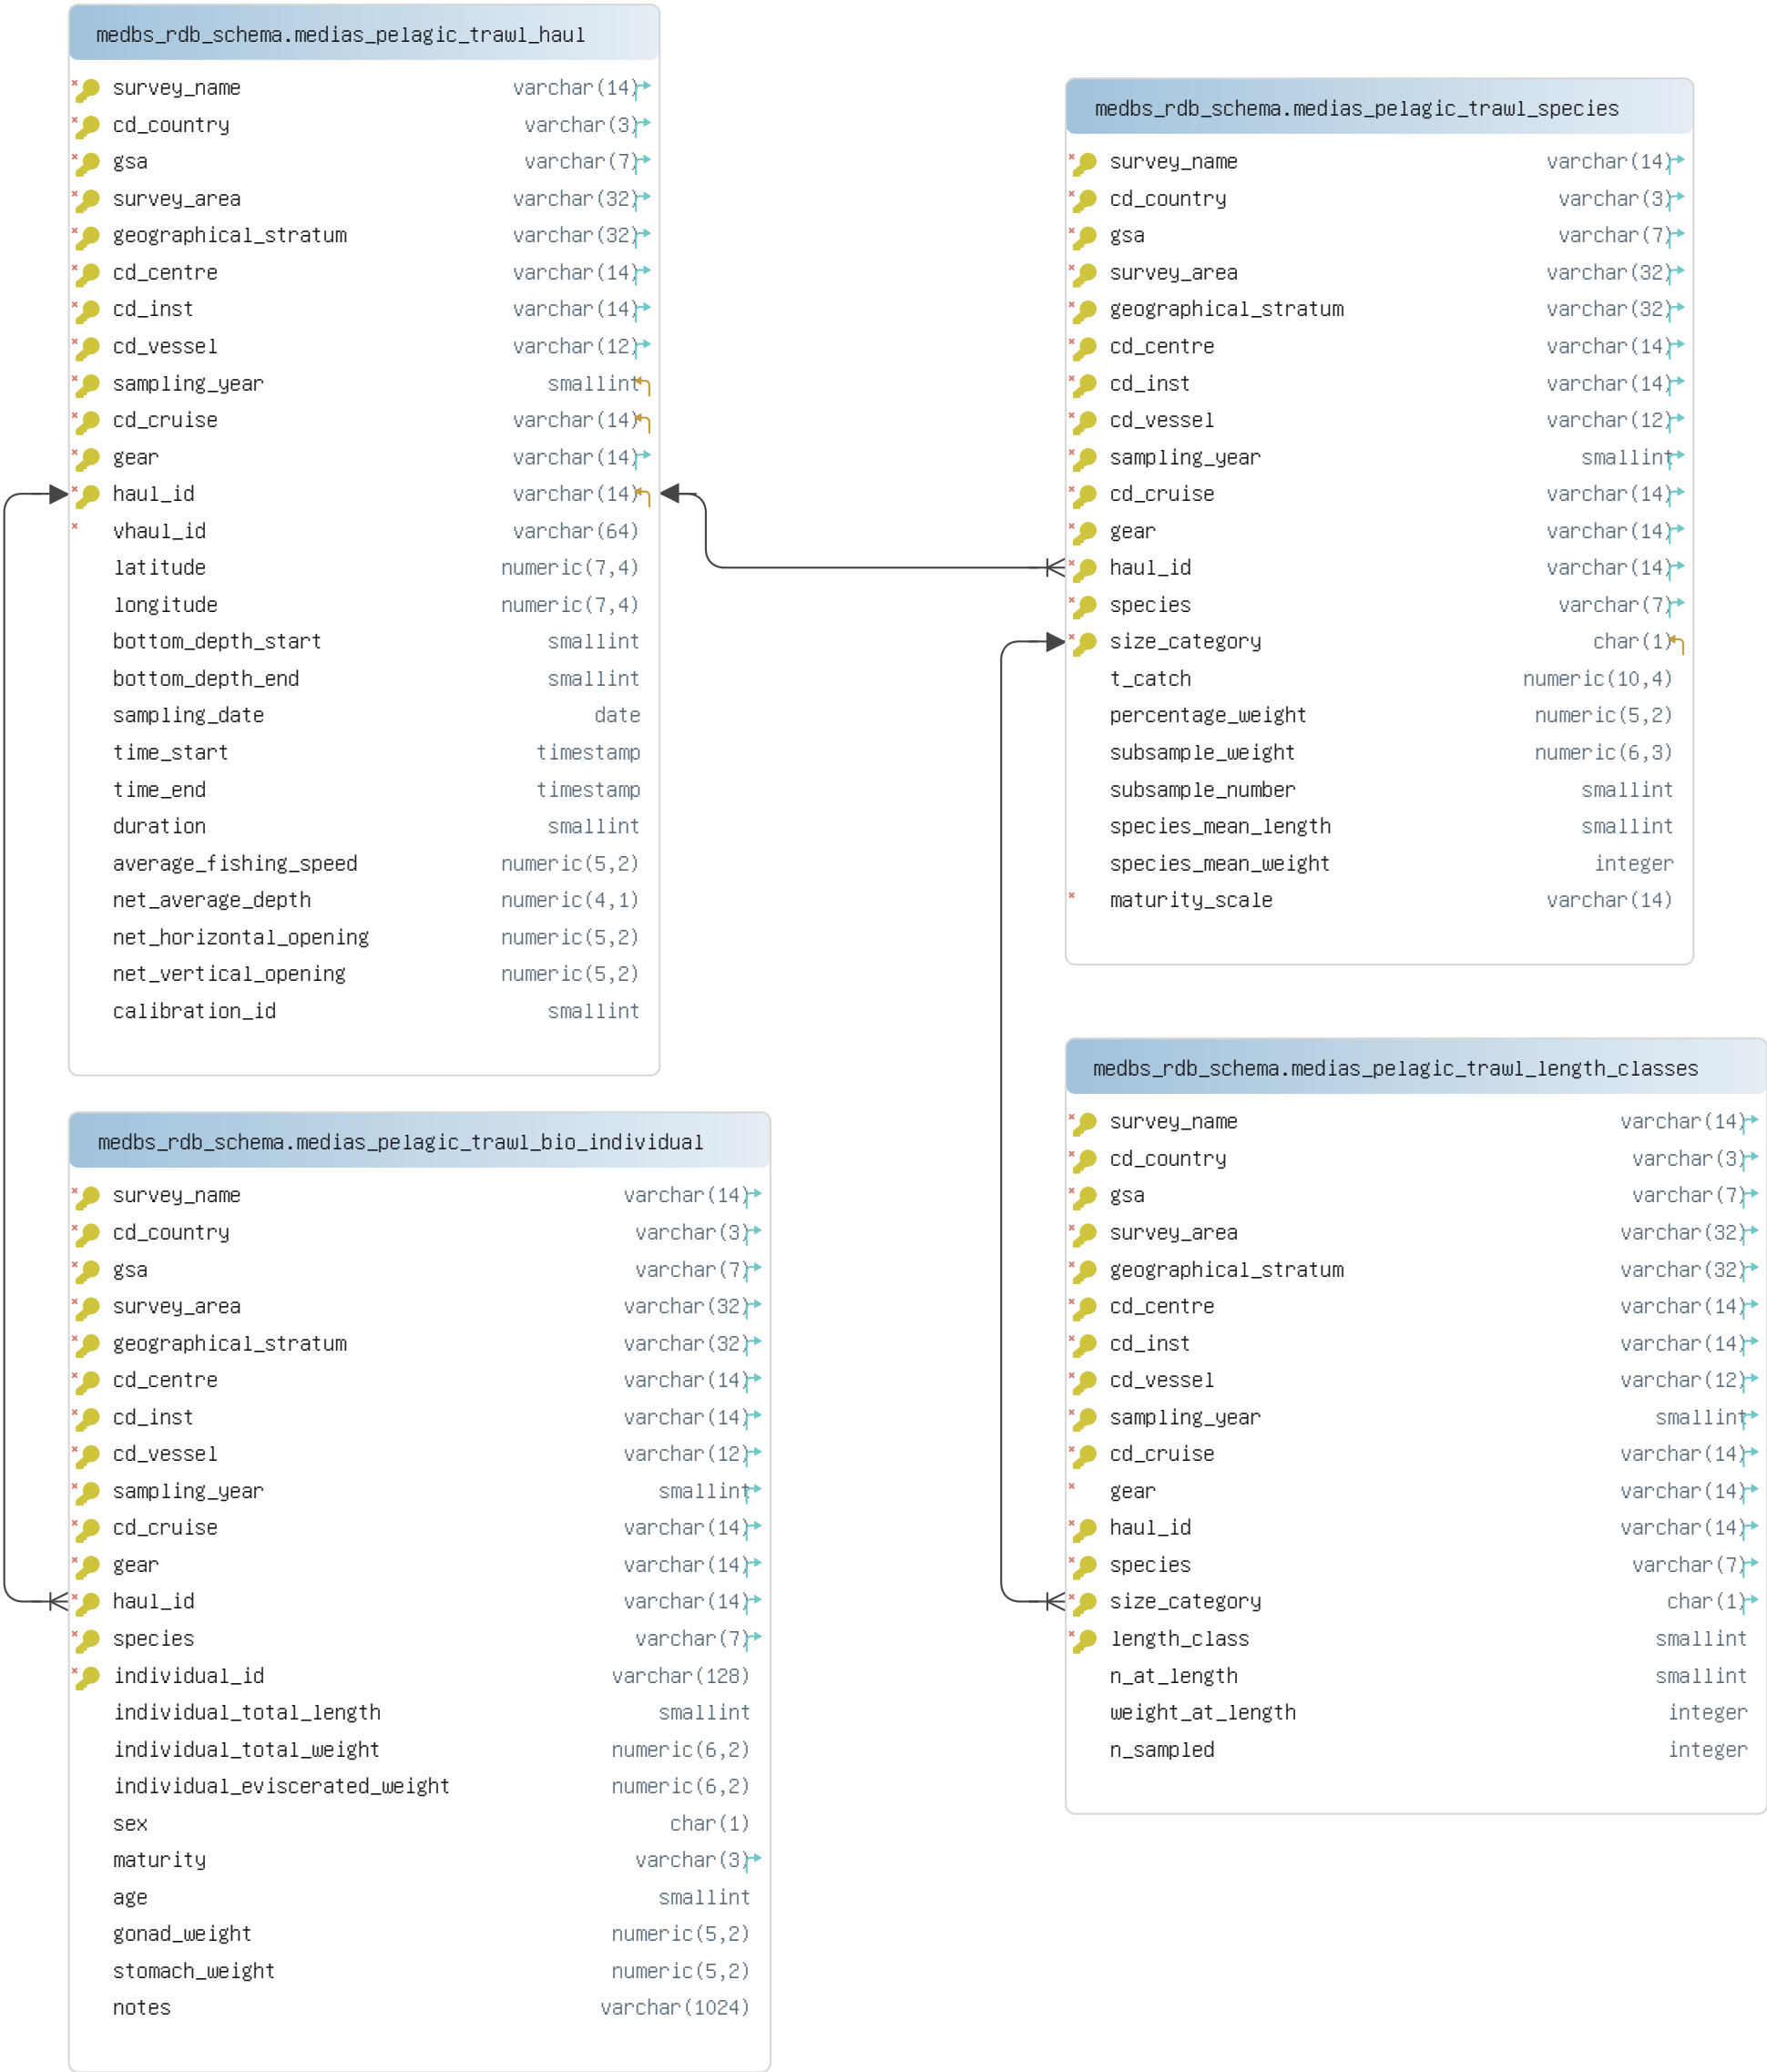 medbs_rdb_schema.medias_pelagic_trawl_haul
survey_name varchar(14)
cd_country varchar(3)
gsa varchar(7)
survey_area varchar(32)
geographical_stratum varchar(32)
cd_centre varchar(14)
cd_inst varchar(14)
cd_vessel varchar(12)
sampling_year smallint
cd_cruise varchar(14)
gear varchar(14)
haul_id varchar(14)
vhaul_id varchar(64)
latitude numeric(7,4)
longitude numeric(7,4)
bottom_depth_start smallint
bottom_depth_end smallint
sampling_date date
time_start timestamp
time_end timestamp
duration smallint
average_fishing_speed numeric(5,2)
net_average_depth numeric(4,1)
net_horizontal_opening numeric(5,2)
net_vertical_opening numeric(5,2)
calibration_id smallint
medbs_rdb_schema.medias_pelagic_trawl_species
survey_name varchar(14)
cd_country varchar(3)
gsa varchar(7)
survey_area varchar(32)
geographical_stratum varchar(32)
cd_centre varchar(14)
cd_inst varchar(14)
cd_vessel varchar(12)
sampling_year smallint
cd_cruise varchar(14)
gear varchar(14)
haul_id varchar(14)
species varchar(7)
size_category char(1)
t_catch numeric(10,4)
percentage_weight numeric(5,2)
subsample_weight numeric(6,3)
subsample_number smallint
species_mean_length smallint
species_mean_weight integer
maturity_scale varchar(14)
medbs_rdb_schema.medias_pelagic_trawl_bio_individual
survey_name varchar(14)
cd_country varchar(3)
gsa varchar(7)
survey_area varchar(32)
geographical_stratum varchar(32)
cd_centre varchar(14)
cd_inst varchar(14)
cd_vessel varchar(12)
sampling_year smallint
cd_cruise varchar(14)
gear varchar(14)
haul_id varchar(14)
species varchar(7)
individual_id varchar(128)
individual_total_length smallint
individual_total_weight numeric(6,2)
individual_eviscerated_weight numeric(6,2)
sex char(1)
maturity varchar(3)
age smallint
gonad_weight numeric(5,2)
stomach_weight numeric(5,2)
notes varchar(1024)
medbs_rdb_schema.medias_pelagic_trawl_length_classes
survey_name varchar(14)
cd_country varchar(3)
gsa varchar(7)
survey_area varchar(32)
geographical_stratum varchar(32)
cd_centre varchar(14)
cd_inst varchar(14)
cd_vessel varchar(12)
sampling_year smallint
cd_cruise varchar(14)
gear varchar(14)
haul_id varchar(14)
species varchar(7)
size_category char(1)
length_class smallint
n_at_length smallint
weight_at_length integer
n_sampled integer